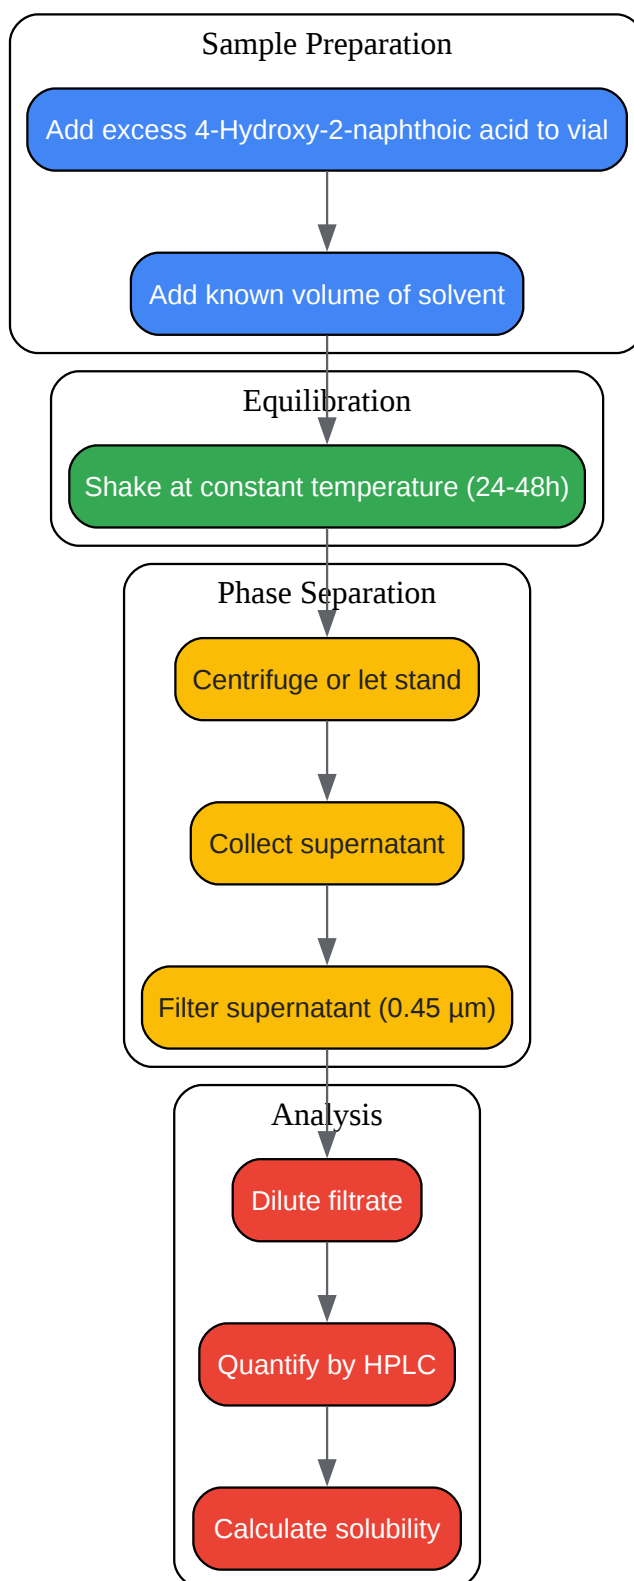 Sample Preparation
Add excess 4-Hydroxy-2-naphthoic acid to vial
Add known volume of solvent
Equilibration
Shake at constant temperature (24-48h)
Phase Separation
Centrifuge or let stand
Collect supernatant
Filter supernatant (0.45 µm)
Analysis
Dilute filtrate
Quantify by HPLC
Calculate solubility